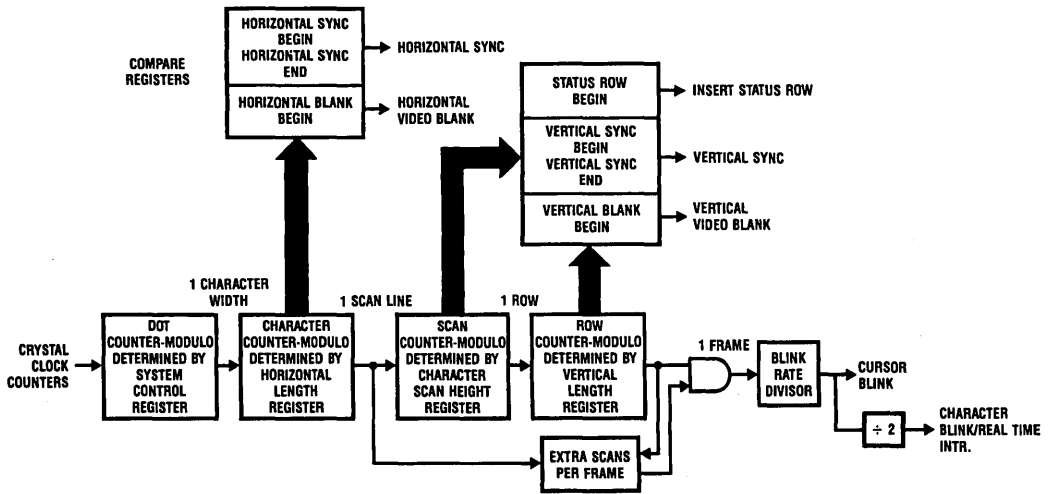 COMPARE
REGISTERS
HORIZONTAL SYNC
BEGIN
HORIZONTAL SYNC
END
HORIZONTAL BLANK
BEGIN
HORIZONTAL SYNC
HORIZONTAL
VIDEO BLANK
STATUS ROW
BEGIN
VERTICAL SYNC
BEGIN
VERTICAL SYNC
END
VERTICAL BLANK
BEGIN
INSERT STATUS ROW
VERTICAL SYNC
VERTICAL
VIDEO BLANK
1 CHARACTER
WIDTH
1 SCAN LINE
1 ROW
1 FRAME
CRYSTAL
CLOCK
COUNTERS
DOT
COUNTER-MODULO
DETERMINED BY
SYSTEM
CONTROL
REGISTER
CHARACTER
COUNTER-MODULO
DETERMINED BY
HORIZONTAL
LENGTH
REGISTER
SCAN
COUNTER-MODULO
DETERMINED BY
CHARACTER
SCAN HEIGHT
REGISTER
ROW
COUNTER-MODULO
DETERMINED BY
VERTICAL
LENGTH
REGISTER
EXTRA SCANS
PER FRAME
BLINK
RATE
DIVISOR
CURSOR
BLINK
÷ 2
CHARACTER
BLINK/REAL TIME
INTR.